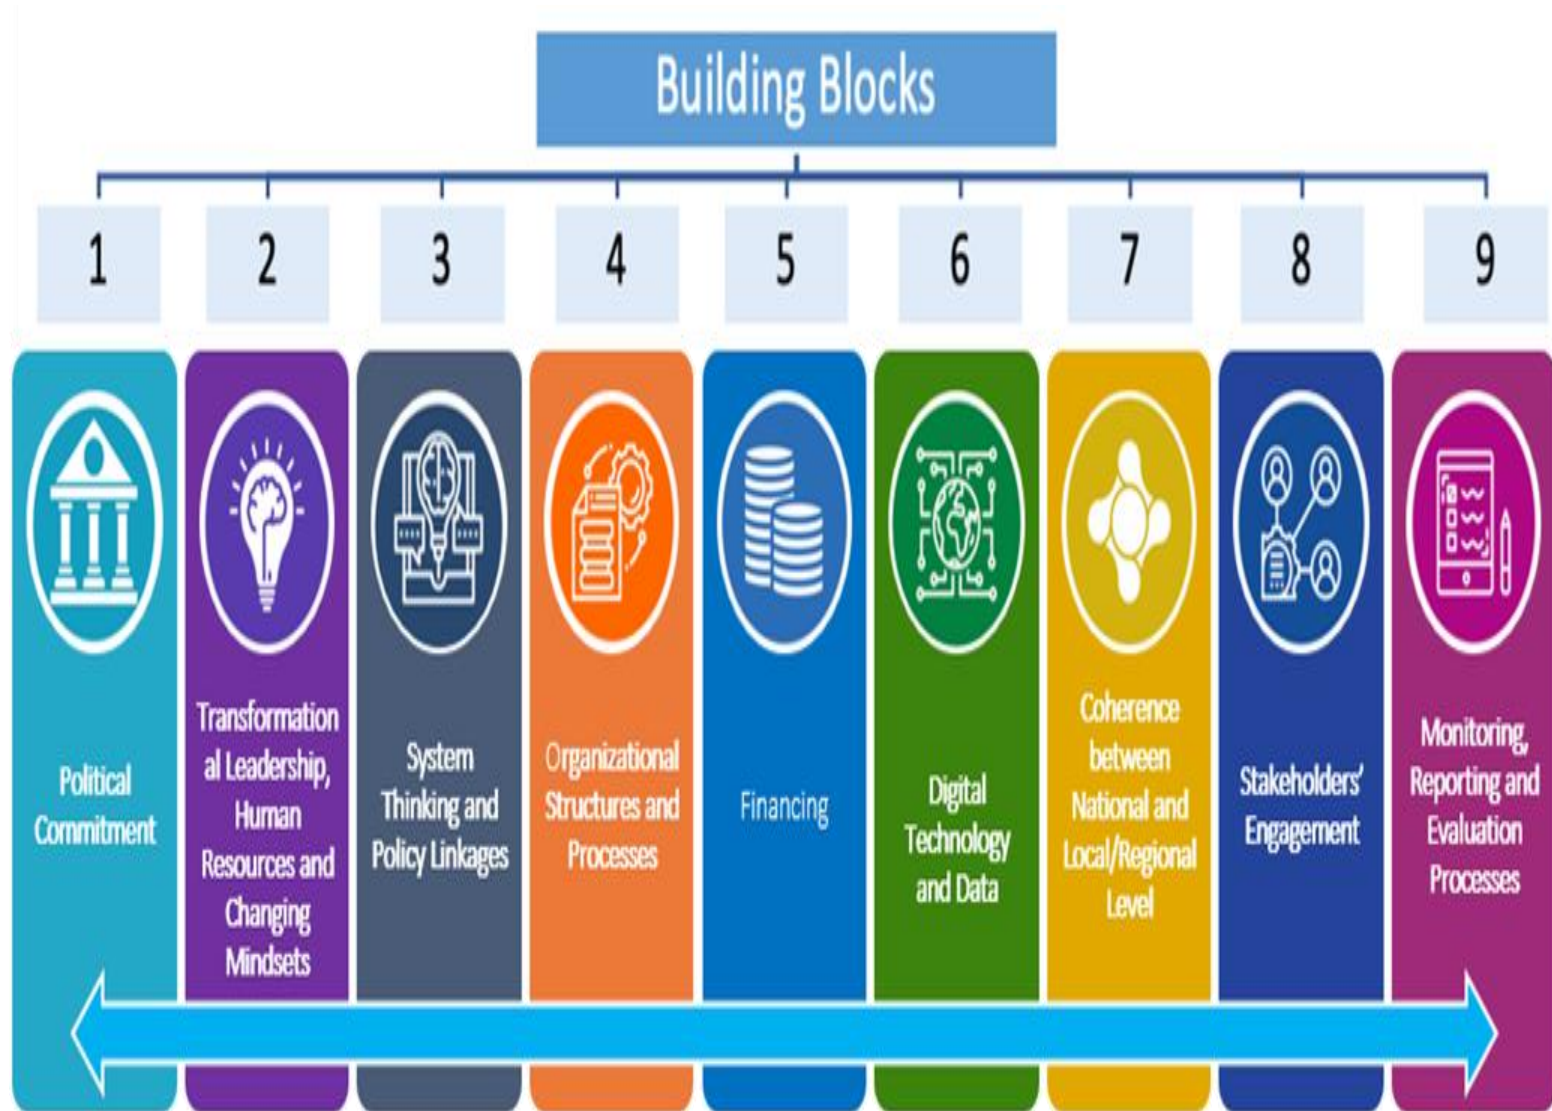 Building Blocks
1
2
3
4
5
6
7
8
9
Political
Commitment
Transformation
al Leadership,
Human
Resources and
Changing
Mindsets
System
Thinking and
Policy Linkages
Organizational
Structures and
Processes
Financing
Digital
Technology
and Data
Coherence
between
National and
Local/Regional
Level
Stakeholders’
Engagement
Monitoring,
Reporting and
Evaluation
Processes